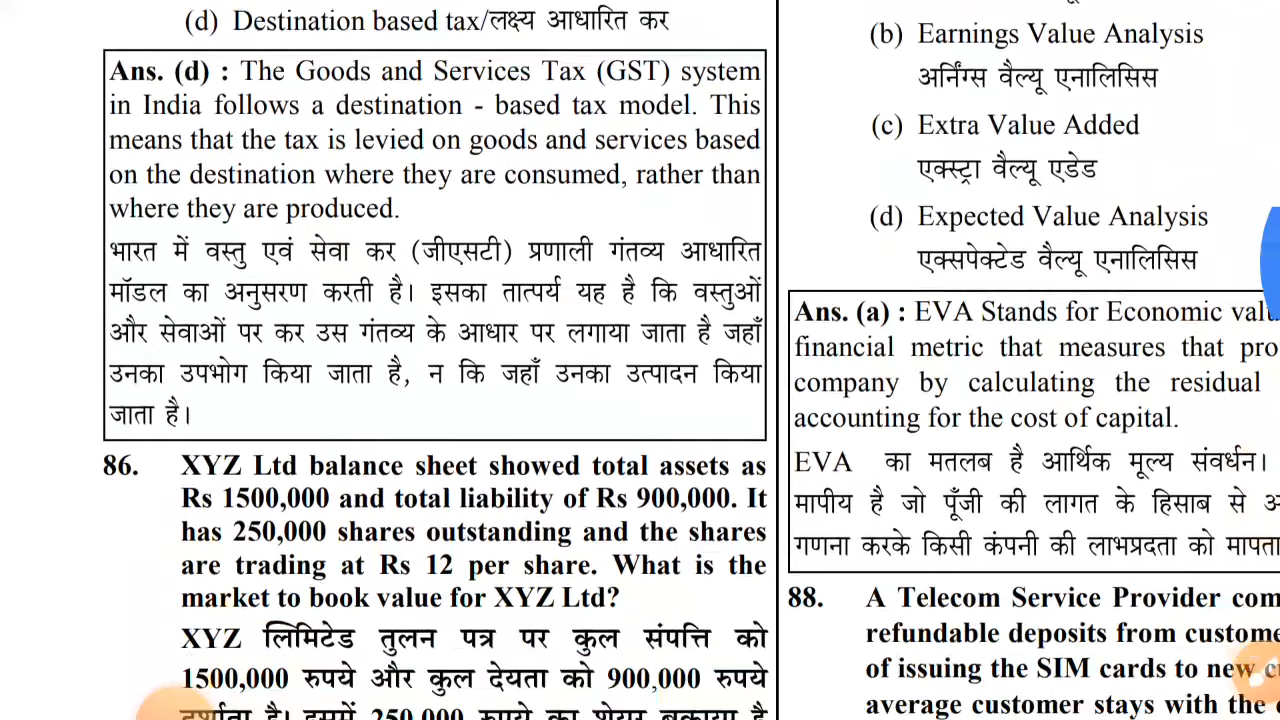 (d) Destination based tax/लक्ष्य आधारित कर
Ans. (d) : The Goods and Services Tax (GST) system
in India follows a destination - based tax model. This
means that the tax is levied on goods and services based
on the destination where they are consumed, rather than
where they are produced.
भारत में वस्तु एवं सेवा कर (जीएसटी) प्रणाली गंतव्य आधारित
मॉडल का अनुसरण करती है। इसका तात्पर्य यह है कि वस्तुओं
और सेवाओं पर कर उस गंतव्य के आधार पर लगाया जाता है जहाँ
उनका उपभोग किया जाता है, न कि जहाँ उनका उत्पादन किया
जाता है।
86. XYZ Ltd balance sheet showed total assets as
Rs 1500,000 and total liability of Rs 900,000. It
has 250,000 shares outstanding and the shares
are trading at Rs 12 per share. What is the
market to book value for XYZ Ltd?
XYZ लिमिटेड तुलन पत्र पर कुल संपत्ति को
1500,000 रुपये और कुल देयता को 900,000 रुपये
दर्शाता है। इसमें 250,000 रूपये का शेयर बकाया है
(b) Earnings Value Analysis
अर्निंग्स वैल्यू एनालिसिस
(c) Extra Value Added
एक्स्ट्रा वैल्यू एडेड
(d) Expected Value Analysis
एक्सपेक्टेड वैल्यू एनालिसिस
Ans. (a) : EVA Stands for Economic
financial metric that measures that
company by calculating the residual
accounting for the cost of capital.
EVA का मतलब है आर्थिक मूल्य संवर्धन।
मापीय है जो पूँजी की लागत के हिसाब से
गणना करके किसी कंपनी की लाभप्रदता को
88. A Telecom Service Provider
refundable deposits from
of issuing the SIM cards to new
average customer stays with the